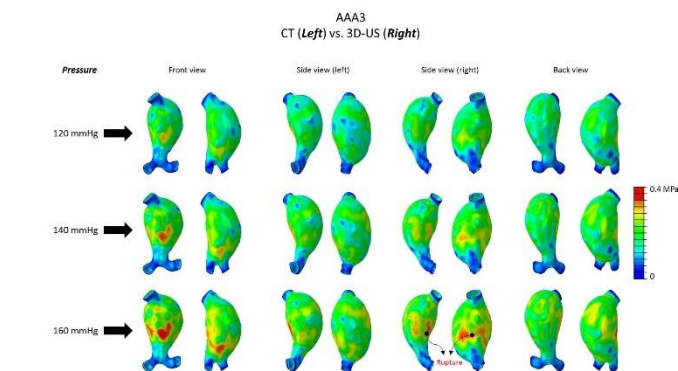 AAA3
CT (Left) vs. 3D-US (Right)
Pressure
Front view
Side view (left)
Side view (right)
Back view
120 mmHg
140 mmHg
0.4 MPa
0
160 mmHg
Rupture